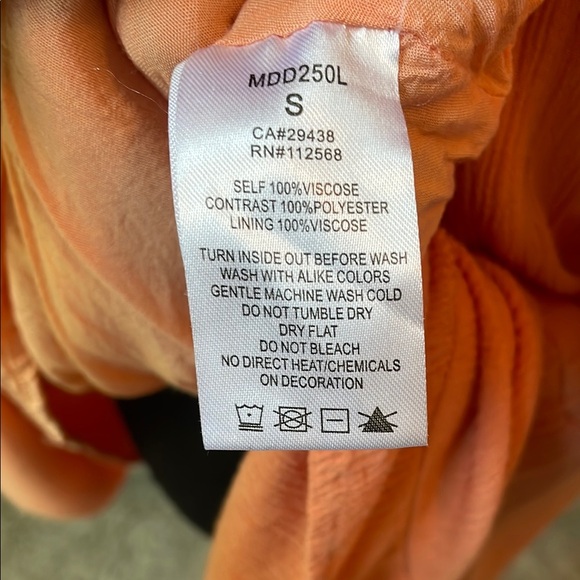 MDD250L
S
CA#29438
RN#112568
SELF 100%VISCOSE
CONTRAST 100%POLYESTER
LINING 100%VISCOSE
TURN INSIDE OUT BEFORE WASH
WASH WITH ALIKE COLORS
GENTLE MACHINE WASH COLD
DO NOT TUMBLE DRY
DRY FLAT
DO NOT BLEACH
NO DIRECT HEAT/CHEMICALS
ON DECORATION